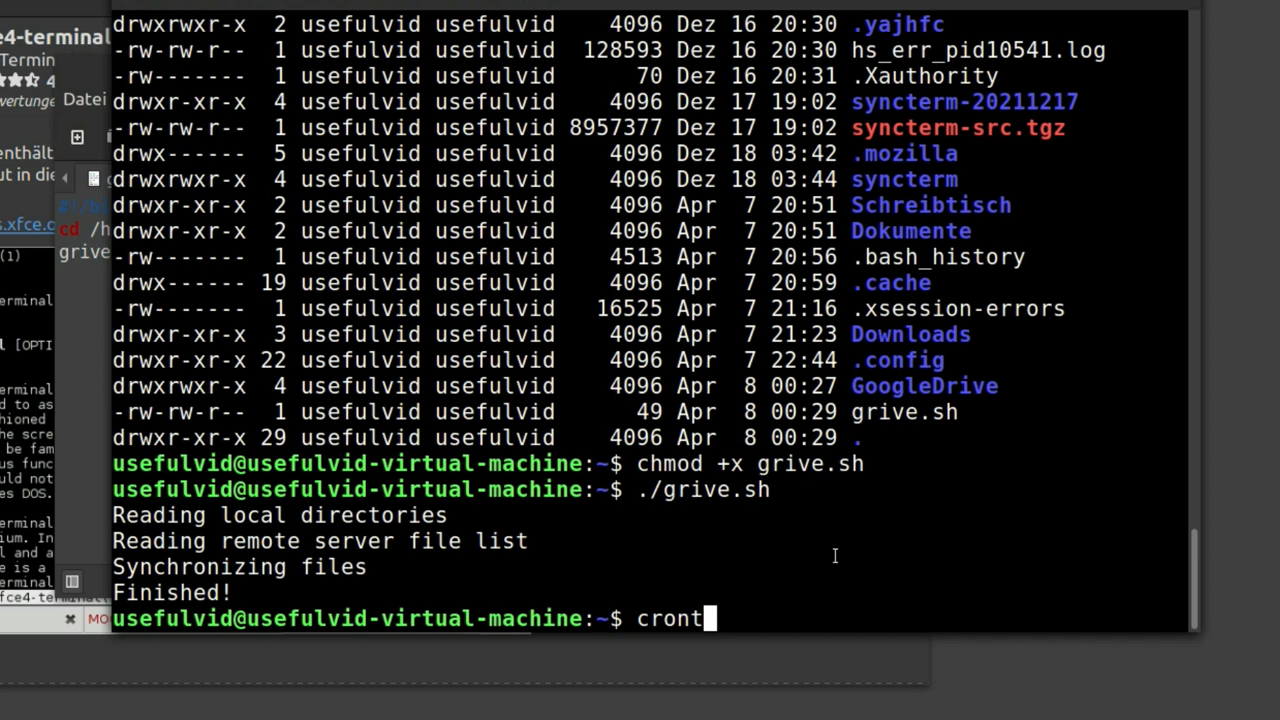 e4-terminal
Termin
4
wertunge
Datei
enthält
ut in die
s.xfce.o
#!/bi
cd /h
grive
(1)
erminal
l [OPTI
erminal
d to as
hioned
he scre
be fam
us func
ould not
es DOS.
erminal
ium. In
l and a
e is a
terminal
fce4-terminal(
MO
drwxrwxr-x 2 usefulvid usefulvid 4096 Dez 16 20:30 .yajhfc
-rw-rw-r-- 1 usefulvid usefulvid 128593 Dez 16 20:30 hs_err_pid10541.log
-rw------- 1 usefulvid usefulvid 70 Dez 16 20:31 .Xauthority
drwxrwxr-x 4 usefulvid usefulvid 4096 Dez 17 19:02 syncterm-20211217
-rw-rw-r-- 1 usefulvid usefulvid 8957377 Dez 17 19:02 syncterm-src.tgz
drwx------ 5 usefulvid usefulvid 4096 Dez 18 03:42 .mozilla
drwxrwxr-x 4 usefulvid usefulvid 4096 Dez 18 03:44 syncterm
drwxr-xr-x 2 usefulvid usefulvid 4096 Apr 7 20:51 Schreibtisch
drwxr-xr-x 2 usefulvid usefulvid 4096 Apr 7 20:51 Dokumente
-rw------- 1 usefulvid usefulvid 4513 Apr 7 20:56 .bash_history
drwx------ 19 usefulvid usefulvid 4096 Apr 7 20:59 .cache
-rw------- 1 usefulvid usefulvid 16525 Apr 7 21:16 .xsession-errors
drwxr-xr-x 3 usefulvid usefulvid 4096 Apr 7 21:23 Downloads
drwxr-xr-x 22 usefulvid usefulvid 4096 Apr 7 22:44 .config
drwxrwxr-x 4 usefulvid usefulvid 4096 Apr 8 00:27 GoogleDrive
-rw-rw-r-- 1 usefulvid usefulvid 49 Apr 8 00:29 grive.sh
drwxr-xr-x 29 usefulvid usefulvid 4096 Apr 8 00:29 .
usefulvid@usefulvid-virtual-machine:~$ chmod +x grive.sh
usefulvid@usefulvid-virtual-machine:~$ ./grive.sh
Reading local directories
Reading remote server file list
Synchronizing files
Finished!
usefulvid@usefulvid-virtual-machine:~$ cront